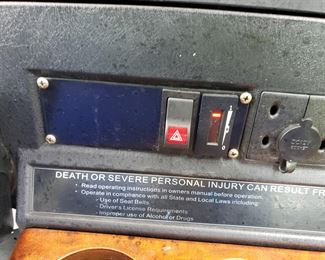 DEATH OR SEVERE PERSONAL INJURY CAN RESULT FR
• Read operating instructions in owners manual before operation.
• Operate in compliance with all State and Local Laws including:
- Use of Seat Belts
- Driver's License Requirements
- Improper use of Alcohol or Drugs